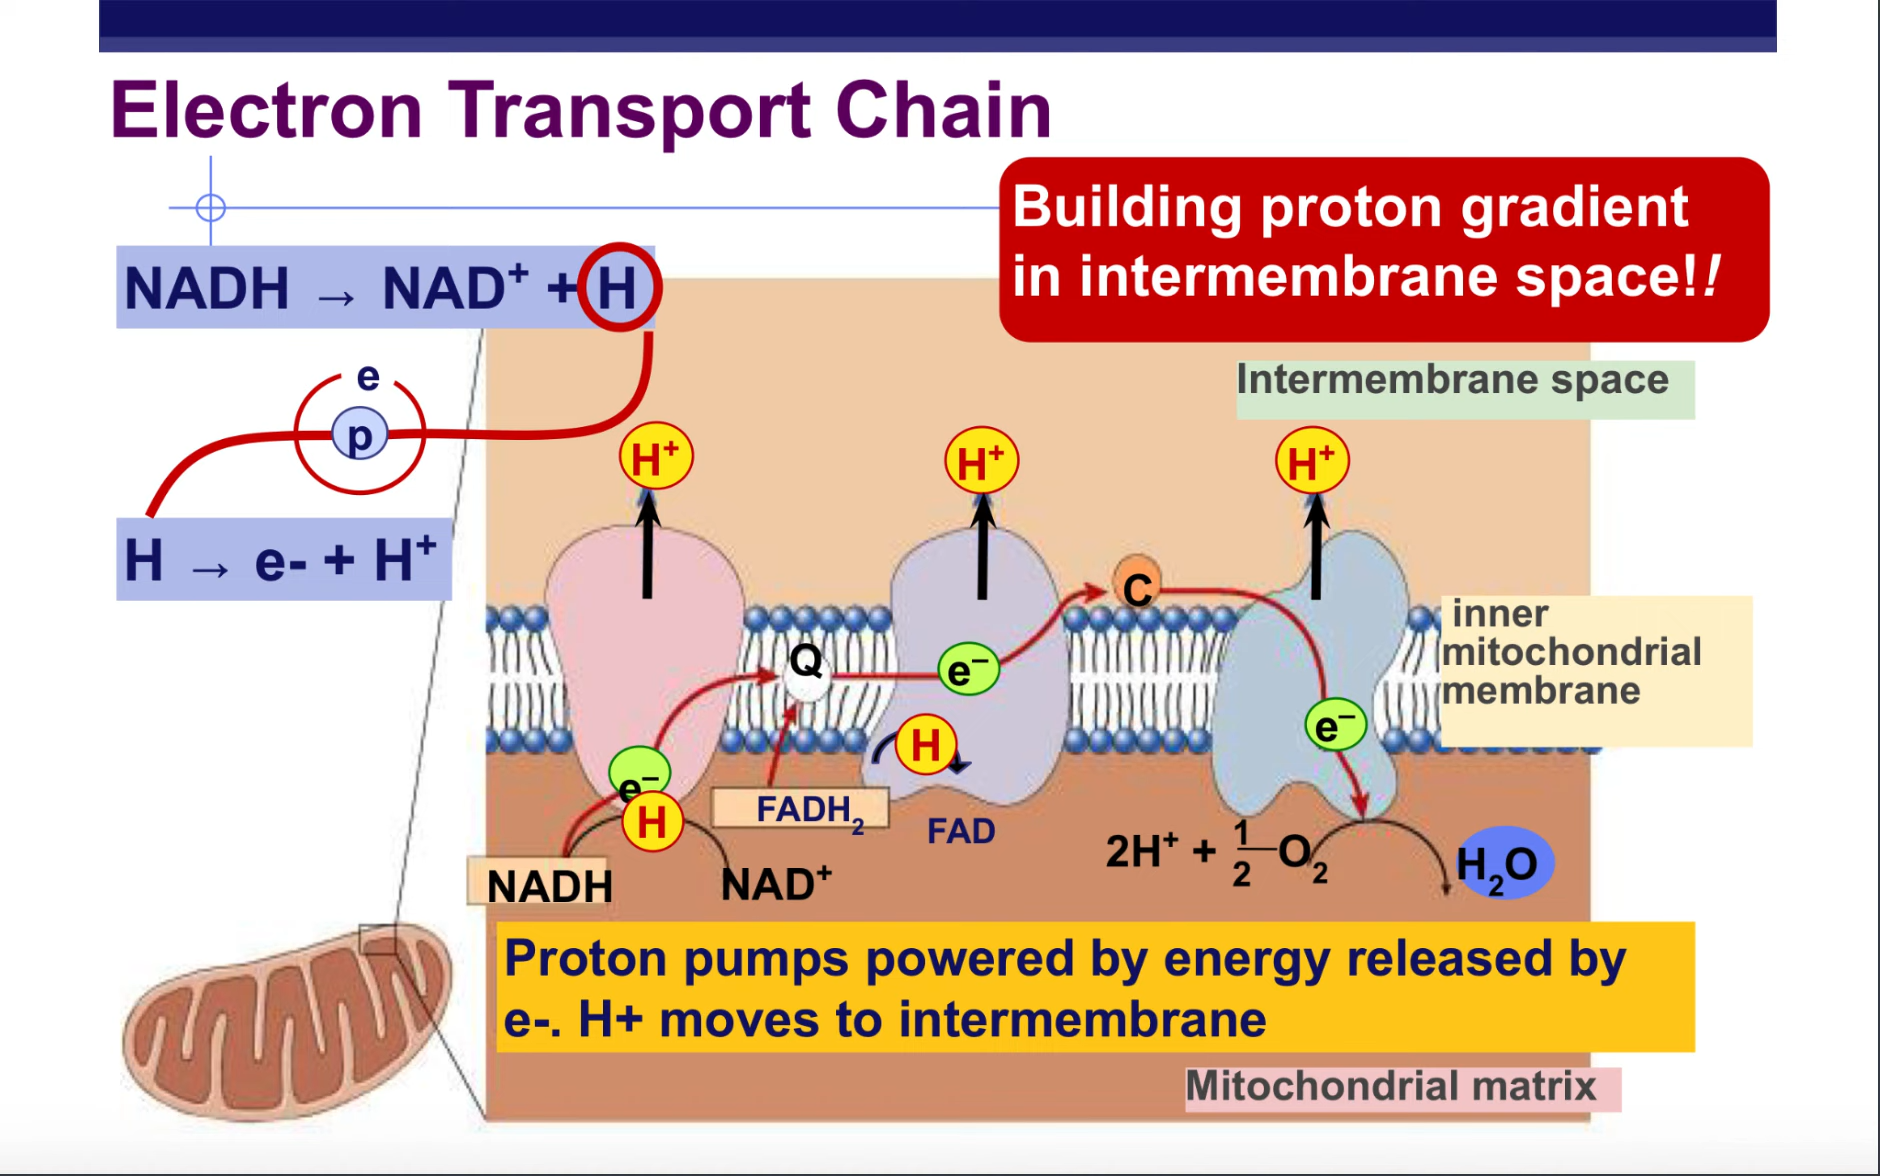 Electron Transport Chain
Building proton gradient
in intermembrane space!!
NADH → NAD⁺ + H
e
p
H → e- + H⁺
Intermembrane space
H⁺
H⁺
H⁺
C
inner
mitochondrial
membrane
Q
e⁻
e⁻
e⁻
H
H
FADH₂
FAD
NADH
NAD⁺
2H⁺ + 1/2 O₂
H₂O
Proton pumps powered by energy released by
e-. H+ moves to intermembrane
Mitochondrial matrix